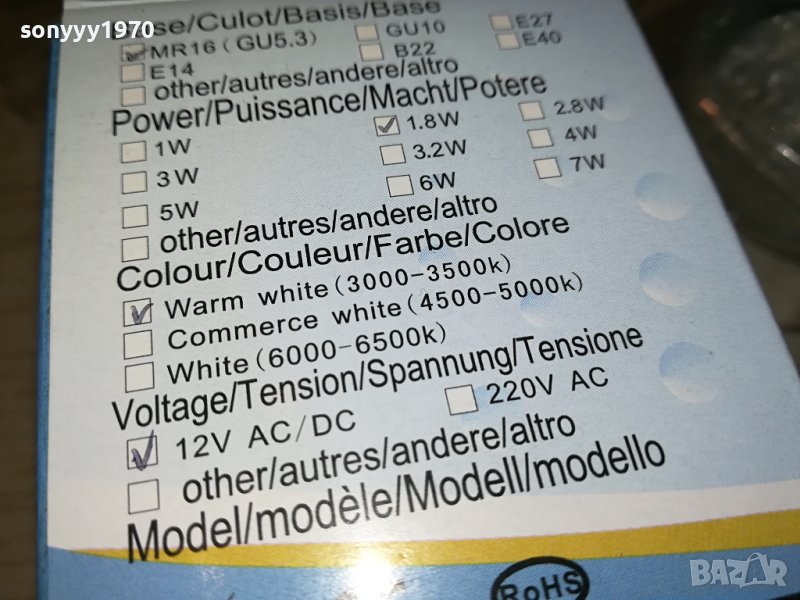 sonyyy1970
se/Culot/Basis/Base
MR16(GU5.3) GU10 E27
E14 B22 E40
other/autres/andere/altro
Power/Puissance/Macht/Potere
1W 1.8W 2.8W
3W 3.2W 4W
5W 6W 7W
other/autres/andere/altro
Colour/Couleur/Farbe/Colore
Warm white(3000-3500k)
Commerce white(4500-5000k)
White(6000-6500k)
Voltage/Tension/Spannung/Tensione
12V AC/DC 220V AC
other/autres/andere/altro
Model/modèle/Modell/modello
RoHS
BAZAR